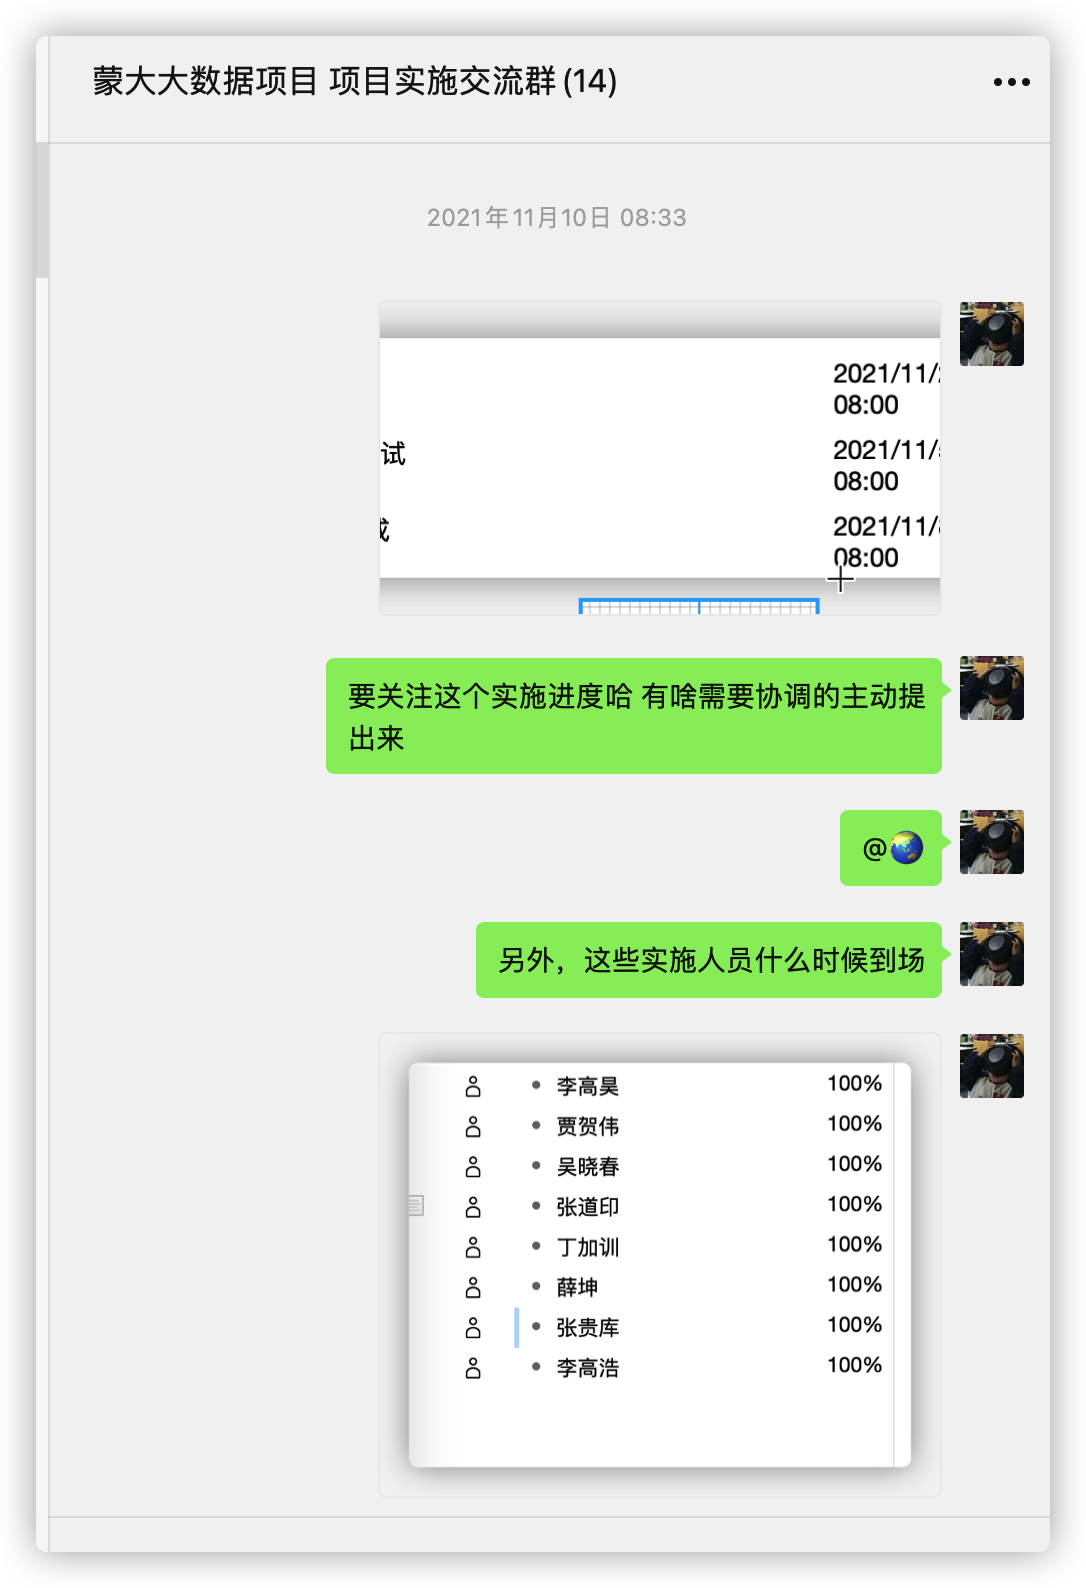 蒙大大数据项目 项目实施交流群(14)
2021年11月10日 08:33
2021/11/
08:00
试
2021/11/
08:00
2021/11/
08:00
要关注这个实施进度哈 有啥需要协调的主动提
出来
@🌏
另外，这些实施人员什么时候到场
李高昊 100%
贾贺伟 100%
吴晓春 100%
张道印 100%
丁加训 100%
薛坤 100%
张贵库 100%
李高浩 100%